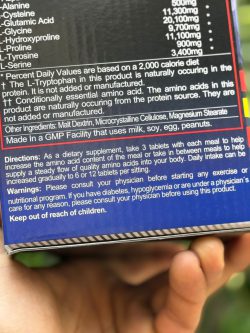 -Alanine
-Cysteine 500mg
-Glutamic Acid 11,300mg
L-Glycine 20,100mg
L-Hydroxyproline 9,700mg
L-Proline 11,100mg
L-Tyrosine 900mg
L-Serine 3,400mg
* Percent Daily Values are based on a 2,000 calorie diet
† The L-Tryptophan in this product is naturally occurring in the
protein. It is not added or manufactured.
†† Conditionally essential amino acid. The amino acids in this
product are naturally occuring from the protein source. They are
not added or manufactured.
Other Ingredients: Malt Dextrin, Microcrystalline Cellulose, Magnesium Stearate
Made in a GMP Facility that uses milk, soy, egg, peanuts.
Directions: As a dietary supplement, take 3 tablets with each meal to help
increase the amino acid content of the meal or take in between meals to help
supply a steady flow of quality amino acids into your body. Daily intake can be
increased gradually to 6 or 12 tablets per sitting.
Warnings: Please consult your physician before starting any exercise or
nutritional program. If you have diabetes, hypoglycemia or are under a physician's
care for any reason, please consult your physician before using this product.
Keep out of reach of children.